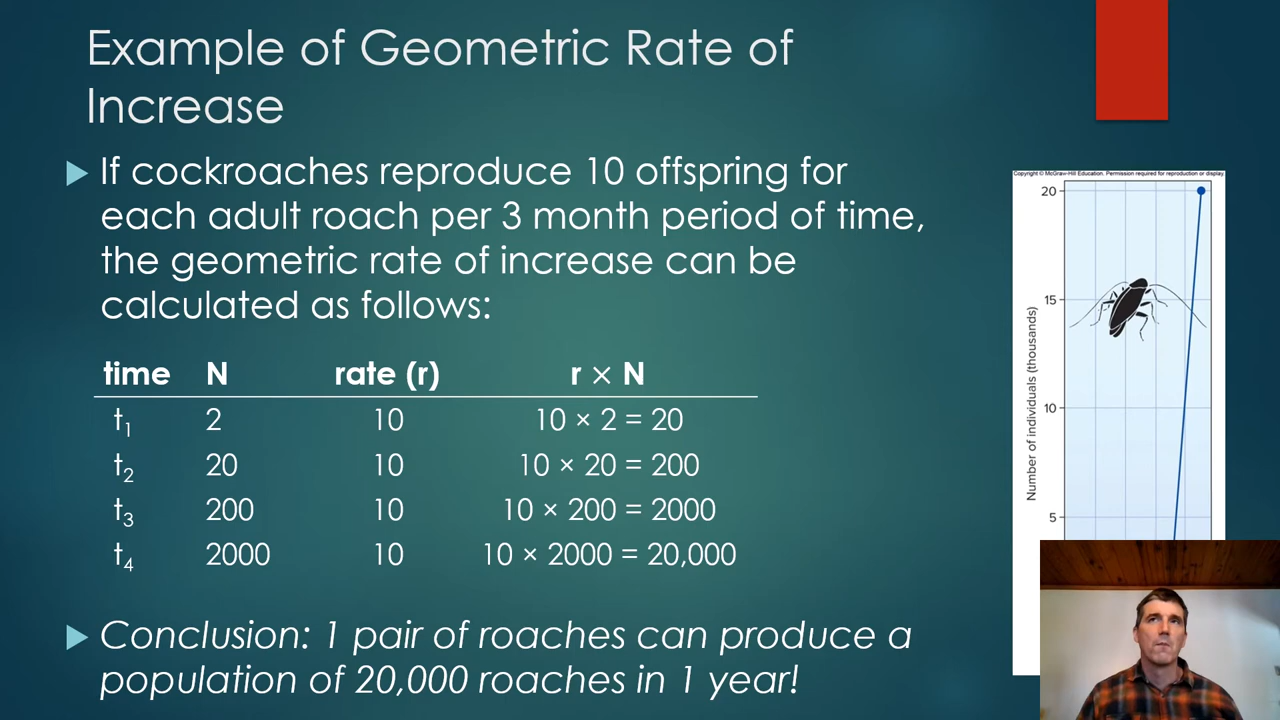 Example of Geometric Rate of
Increase
If cockroaches reproduce 10 offspring for
each adult roach per 3 month period of time,
the geometric rate of increase can be
calculated as follows:
time N rate (r) r × N
t₁ 2 10 10 × 2 = 20
t₂ 20 10 10 × 20 = 200
t₃ 200 10 10 × 200 = 2000
t₄ 2000 10 10 × 2000 = 20,000
Conclusion: 1 pair of roaches can produce a
population of 20,000 roaches in 1 year!
Copyright © McGraw-Hill Education. Permission required for reproduction or display.
Number of individuals (thousands)
20
15
10
5